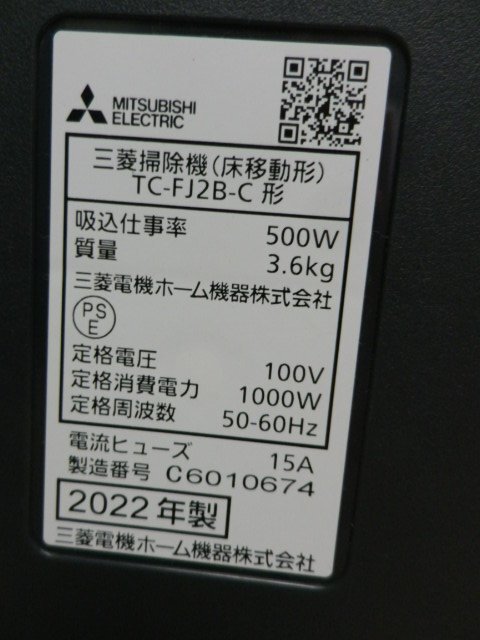 MITSUBISHI
ELECTRIC
三菱掃除機(床移動形)
TC-FJ2B-C 形
吸込仕事率 500W
質量 3.6kg
三菱電機ホーム機器株式会社
PS
E
定格電圧 100V
定格消費電力 1000W
定格周波数 50-60Hz
電流ヒューズ 15A
製造番号 C6010674
2022年製
三菱電機ホーム機器株式会社